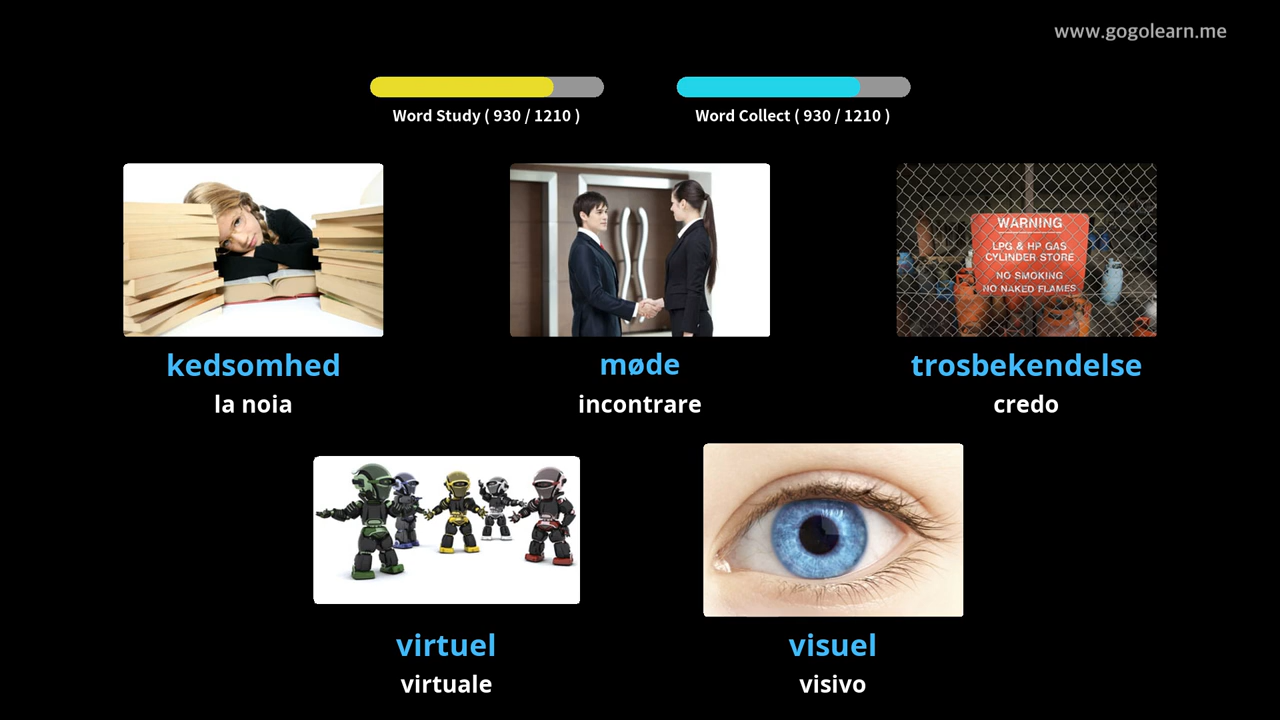 www.gogolearn.me
Word Study ( 930 / 1210 )
Word Collect ( 930 / 1210 )
WARNING
LPG & HP GAS
CYLINDER STORE
NO SMOKING
NO NAKED FLAMES
kedsomhed
la noia
møde
incontrare
trosbekendelse
credo
virtuel
virtuale
visuel
visivo